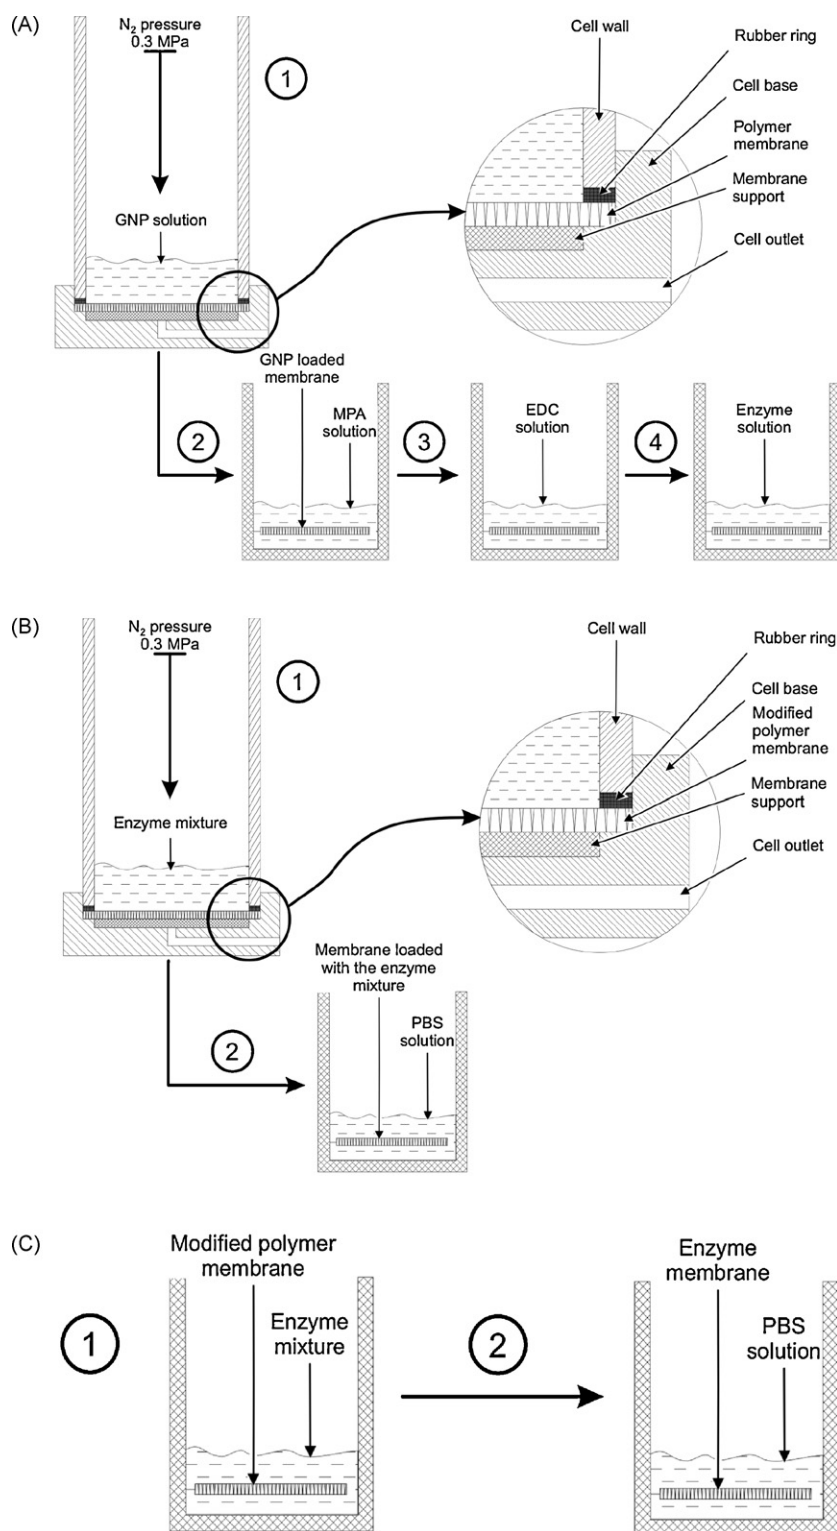 (A)
N2 pressure
0.3 MPa
1
GNP solution
Cell wall
Rubber ring
Cell base
Polymer
membrane
Membrane
support
Cell outlet
2
GNP loaded
membrane
MPA
solution
3
EDC
solution
4
Enzyme
solution
(B)
N2 pressure
0.3 MPa
1
Enzyme mixture
Cell wall
Rubber ring
Cell base
Modified
polymer
membrane
Membrane
support
Cell outlet
2
Membrane loaded
with the enzyme
mixture
PBS
solution
(C)
1
Modified polymer
membrane
Enzyme
mixture
2
Enzyme
membrane
PBS
solution